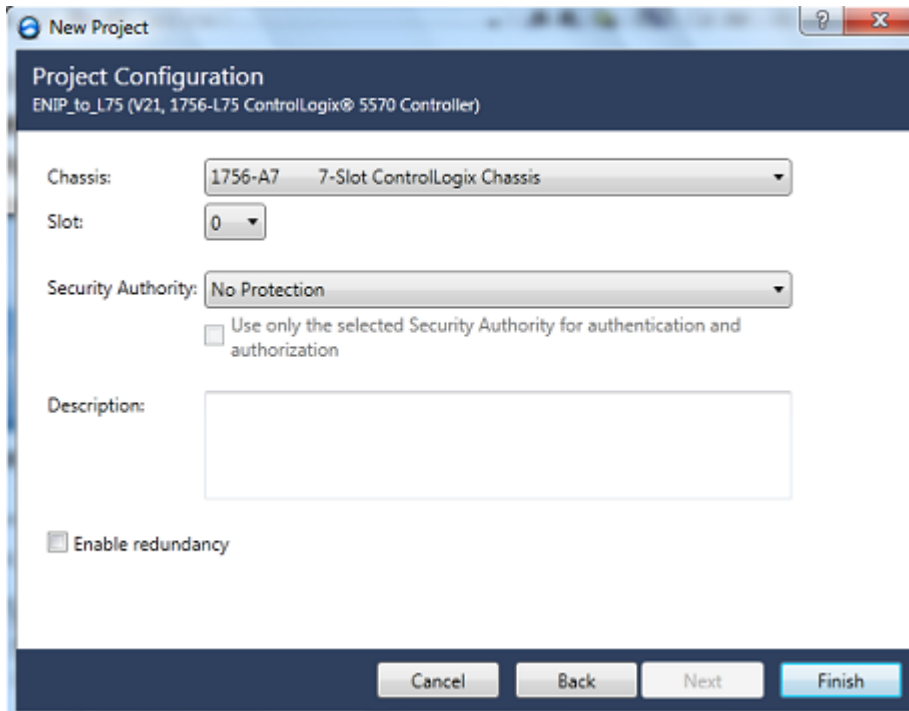 New Project
Project Configuration
ENIP_to_L75 (V21, 1756-L75 ControlLogix® 5570 Controller)
Chassis: 1756-A7 7-Slot ControlLogix Chassis
Slot: 0
Security Authority: No Protection
Use only the selected Security Authority for authentication and
authorization
Description:
Enable redundancy
Cancel Back Next Finish